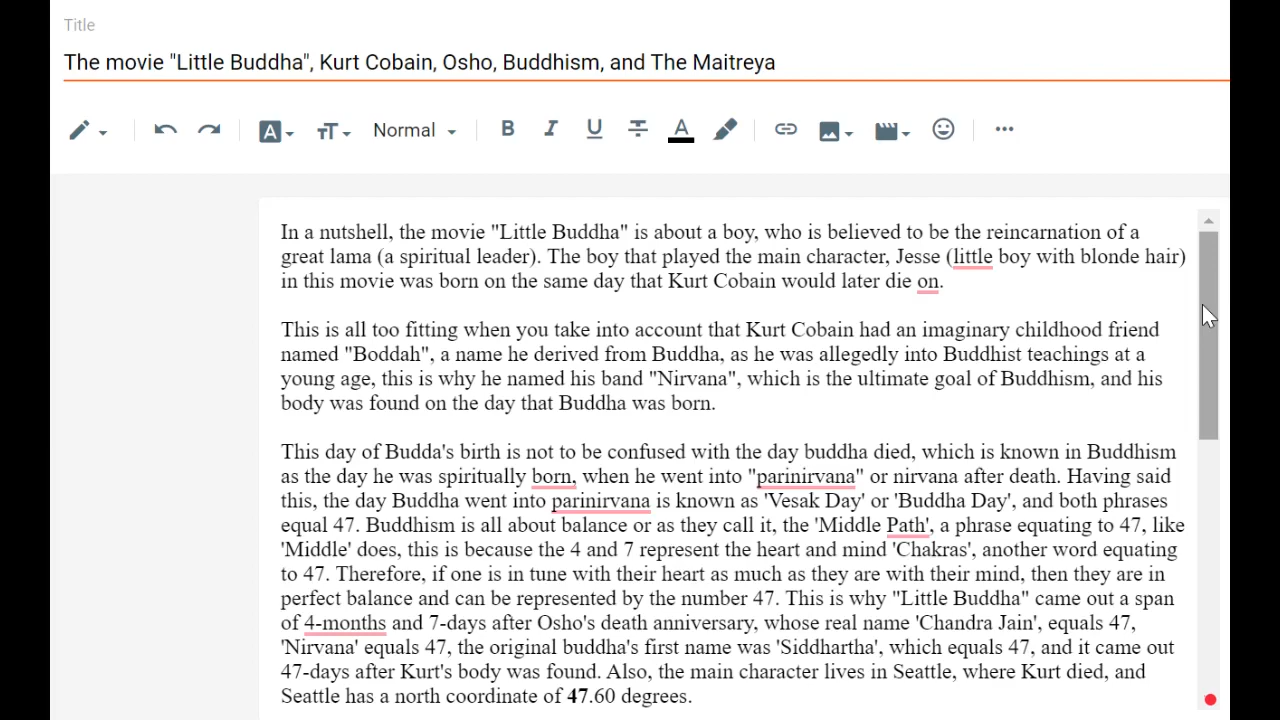 Title
The movie "Little Buddha", Kurt Cobain, Osho, Buddhism, and The Maitreya
Normal
In a nutshell, the movie "Little Buddha" is about a boy, who is believed to be the reincarnation of a
great lama (a spiritual leader). The boy that played the main character, Jesse (little boy with blonde hair)
in this movie was born on the same day that Kurt Cobain would later die on.
This is all too fitting when you take into account that Kurt Cobain had an imaginary childhood friend
named "Boddah", a name he derived from Buddha, as he was allegedly into Buddhist teachings at a
young age, this is why he named his band "Nirvana", which is the ultimate goal of Buddhism, and his
body was found on the day that Buddha was born.
This day of Budda's birth is not to be confused with the day buddha died, which is known in Buddhism
as the day he was spiritually born, when he went into "parinirvana" or nirvana after death. Having said
this, the day Buddha went into parinirvana is known as 'Vesak Day' or 'Buddha Day', and both phrases
equal 47. Buddhism is all about balance or as they call it, the 'Middle Path', a phrase equating to 47, like
'Middle' does, this is because the 4 and 7 represent the heart and mind 'Chakras', another word equating
to 47. Therefore, if one is in tune with their heart as much as they are with their mind, then they are in
perfect balance and can be represented by the number 47. This is why "Little Buddha" came out a span
of 4-months and 7-days after Osho's death anniversary, whose real name 'Chandra Jain', equals 47,
'Nirvana' equals 47, the original buddha's first name was 'Siddhartha', which equals 47, and it came out
47-days after Kurt's body was found. Also, the main character lives in Seattle, where Kurt died, and
Seattle has a north coordinate of 47.60 degrees.